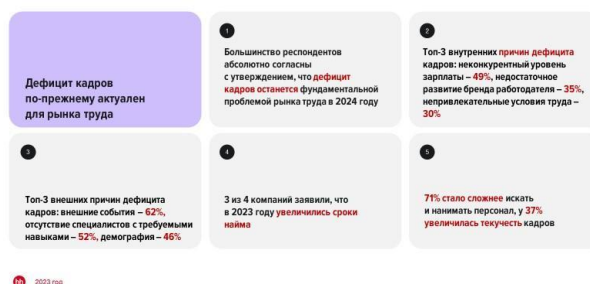 Дефицит кадров
по-прежнему актуален
для рынка труда
1
Большинство респондентов
абсолютно согласны
с утверждением, что дефицит
кадров останется фундаментальной
проблемой рынка труда в 2024 году
2
Топ-3 внутренних причин дефицита
кадров: неконкурентный уровень
зарплаты – 49%, недостаточное
развитие бренда работодателя – 35%,
непривлекательные условия труда –
30%
3
Топ-3 внешних причин дефицита
кадров: внешние события – 62%,
отсутствие специалистов с требуемыми
навыками – 52%, демография – 46%
4
3 из 4 компаний заявили, что
в 2023 году увеличились сроки
найма
5
71% стало сложнее искать
и нанимать персонал, у 37%
увеличилась текучесть кадров
hh 2023 год